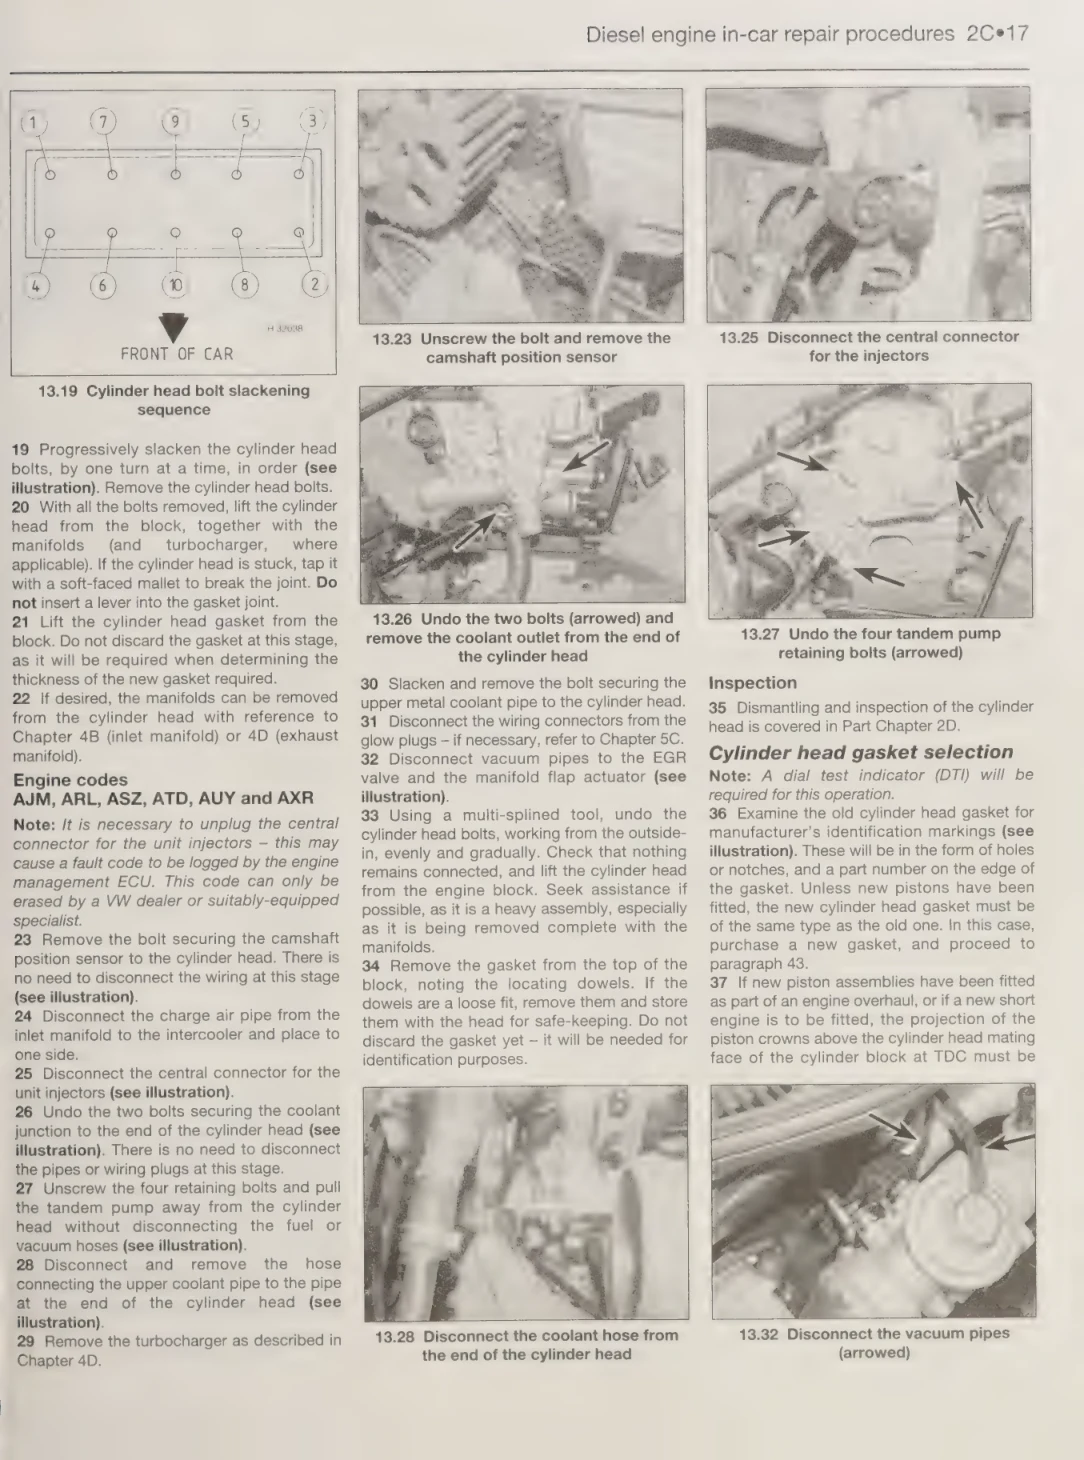 Diesel engine in-car repair procedures 2C•17
1 7 9 5 3
4 6 10 8 2
FRONT OF CAR
13.19 Cylinder head bolt slackening
sequence
19 Progressively slacken the cylinder head
bolts, by one turn at a time, in order (see
illustration). Remove the cylinder head bolts.
20 With all the bolts removed, lift the cylinder
head from the block, together with the
manifolds (and turbocharger, where
applicable). If the cylinder head is stuck, tap it
with a soft-faced mallet to break the joint. Do
not insert a lever into the gasket joint.
21 Lift the cylinder head gasket from the
block. Do not discard the gasket at this stage,
as it will be required when determining the
thickness of the new gasket required.
22 If desired, the manifolds can be removed
from the cylinder head with reference to
Chapter 4B (inlet manifold) or 4D (exhaust
manifold).
Engine codes
AJM, ARL, ASZ, ATD, AUY and AXR
Note: It is necessary to unplug the central
connector for the unit injectors – this may
cause a fault code to be logged by the engine
management ECU. This code can only be
erased by a VW dealer or suitably-equipped
specialist.
23 Remove the bolt securing the camshaft
position sensor to the cylinder head. There is
no need to disconnect the wiring at this stage
(see illustration).
24 Disconnect the charge air pipe from the
inlet manifold to the intercooler and place to
one side.
25 Disconnect the central connector for the
unit injectors (see illustration).
26 Undo the two bolts securing the coolant
junction to the end of the cylinder head (see
illustration). There is no need to disconnect
the pipes or wiring plugs at this stage.
27 Unscrew the four retaining bolts and pull
the tandem pump away from the cylinder
head without disconnecting the fuel or
vacuum hoses (see illustration).
28 Disconnect and remove the hose
connecting the upper coolant pipe to the pipe
at the end of the cylinder head (see
illustration).
29 Remove the turbocharger as described in
Chapter 4D.
13.23 Unscrew the bolt and remove the
camshaft position sensor
13.26 Undo the two bolts (arrowed) and
remove the coolant outlet from the end of
the cylinder head
30 Slacken and remove the bolt securing the
upper metal coolant pipe to the cylinder head.
31 Disconnect the wiring connectors from the
glow plugs – if necessary, refer to Chapter 5C.
32 Disconnect vacuum pipes to the EGR
valve and the manifold flap actuator (see
illustration).
33 Using a multi-splined tool, undo the
cylinder head bolts, working from the outside-
in, evenly and gradually. Check that nothing
remains connected, and lift the cylinder head
from the engine block. Seek assistance if
possible, as it is a heavy assembly, especially
as it is being removed complete with the
manifolds.
34 Remove the gasket from the top of the
block, noting the locating dowels. If the
dowels are a loose fit, remove them and store
them with the head for safe-keeping. Do not
discard the gasket yet – it will be needed for
identification purposes.
13.28 Disconnect the coolant hose from
the end of the cylinder head
13.25 Disconnect the central connector
for the injectors
13.27 Undo the four tandem pump
retaining bolts (arrowed)
Inspection
35 Dismantling and inspection of the cylinder
head is covered in Part Chapter 2D.
Cylinder head gasket selection
Note: A dial test indicator (DTI) will be
required for this operation.
36 Examine the old cylinder head gasket for
manufacturer's identification markings (see
illustration). These will be in the form of holes
or notches, and a part number on the edge of
the gasket. Unless new pistons have been
fitted, the new cylinder head gasket must be
of the same type as the old one. In this case,
purchase a new gasket, and proceed to
paragraph 43.
37 If new piston assemblies have been fitted
as part of an engine overhaul, or if a new short
engine is to be fitted, the projection of the
piston crowns above the cylinder head mating
face of the cylinder block at TDC must be
13.32 Disconnect the vacuum pipes
(arrowed)